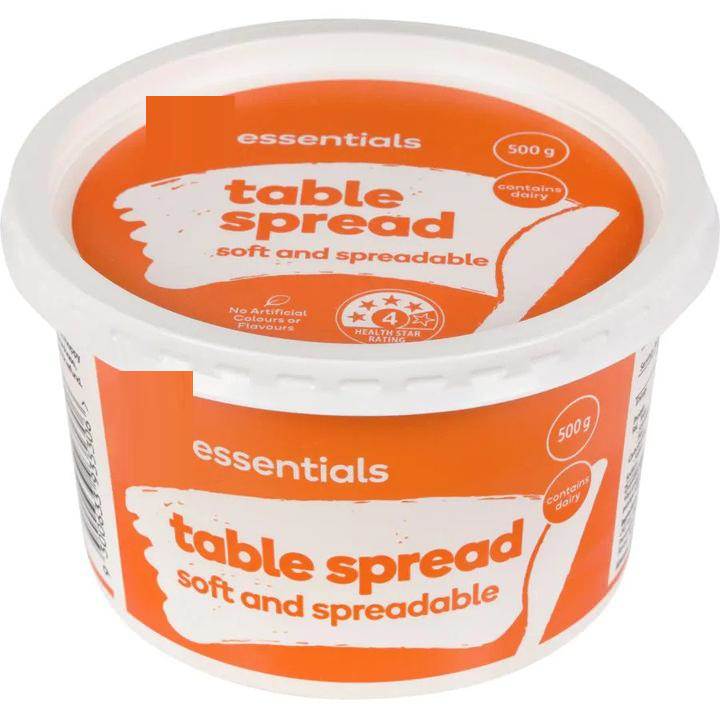 essentials
500 g
contains
dairy
table
spread
soft and spreadable
No Artificial
Colours or
Flavours
4
HEALTH STAR
RATING
essentials
500 g
contains
dairy
table spread
soft and spreadable